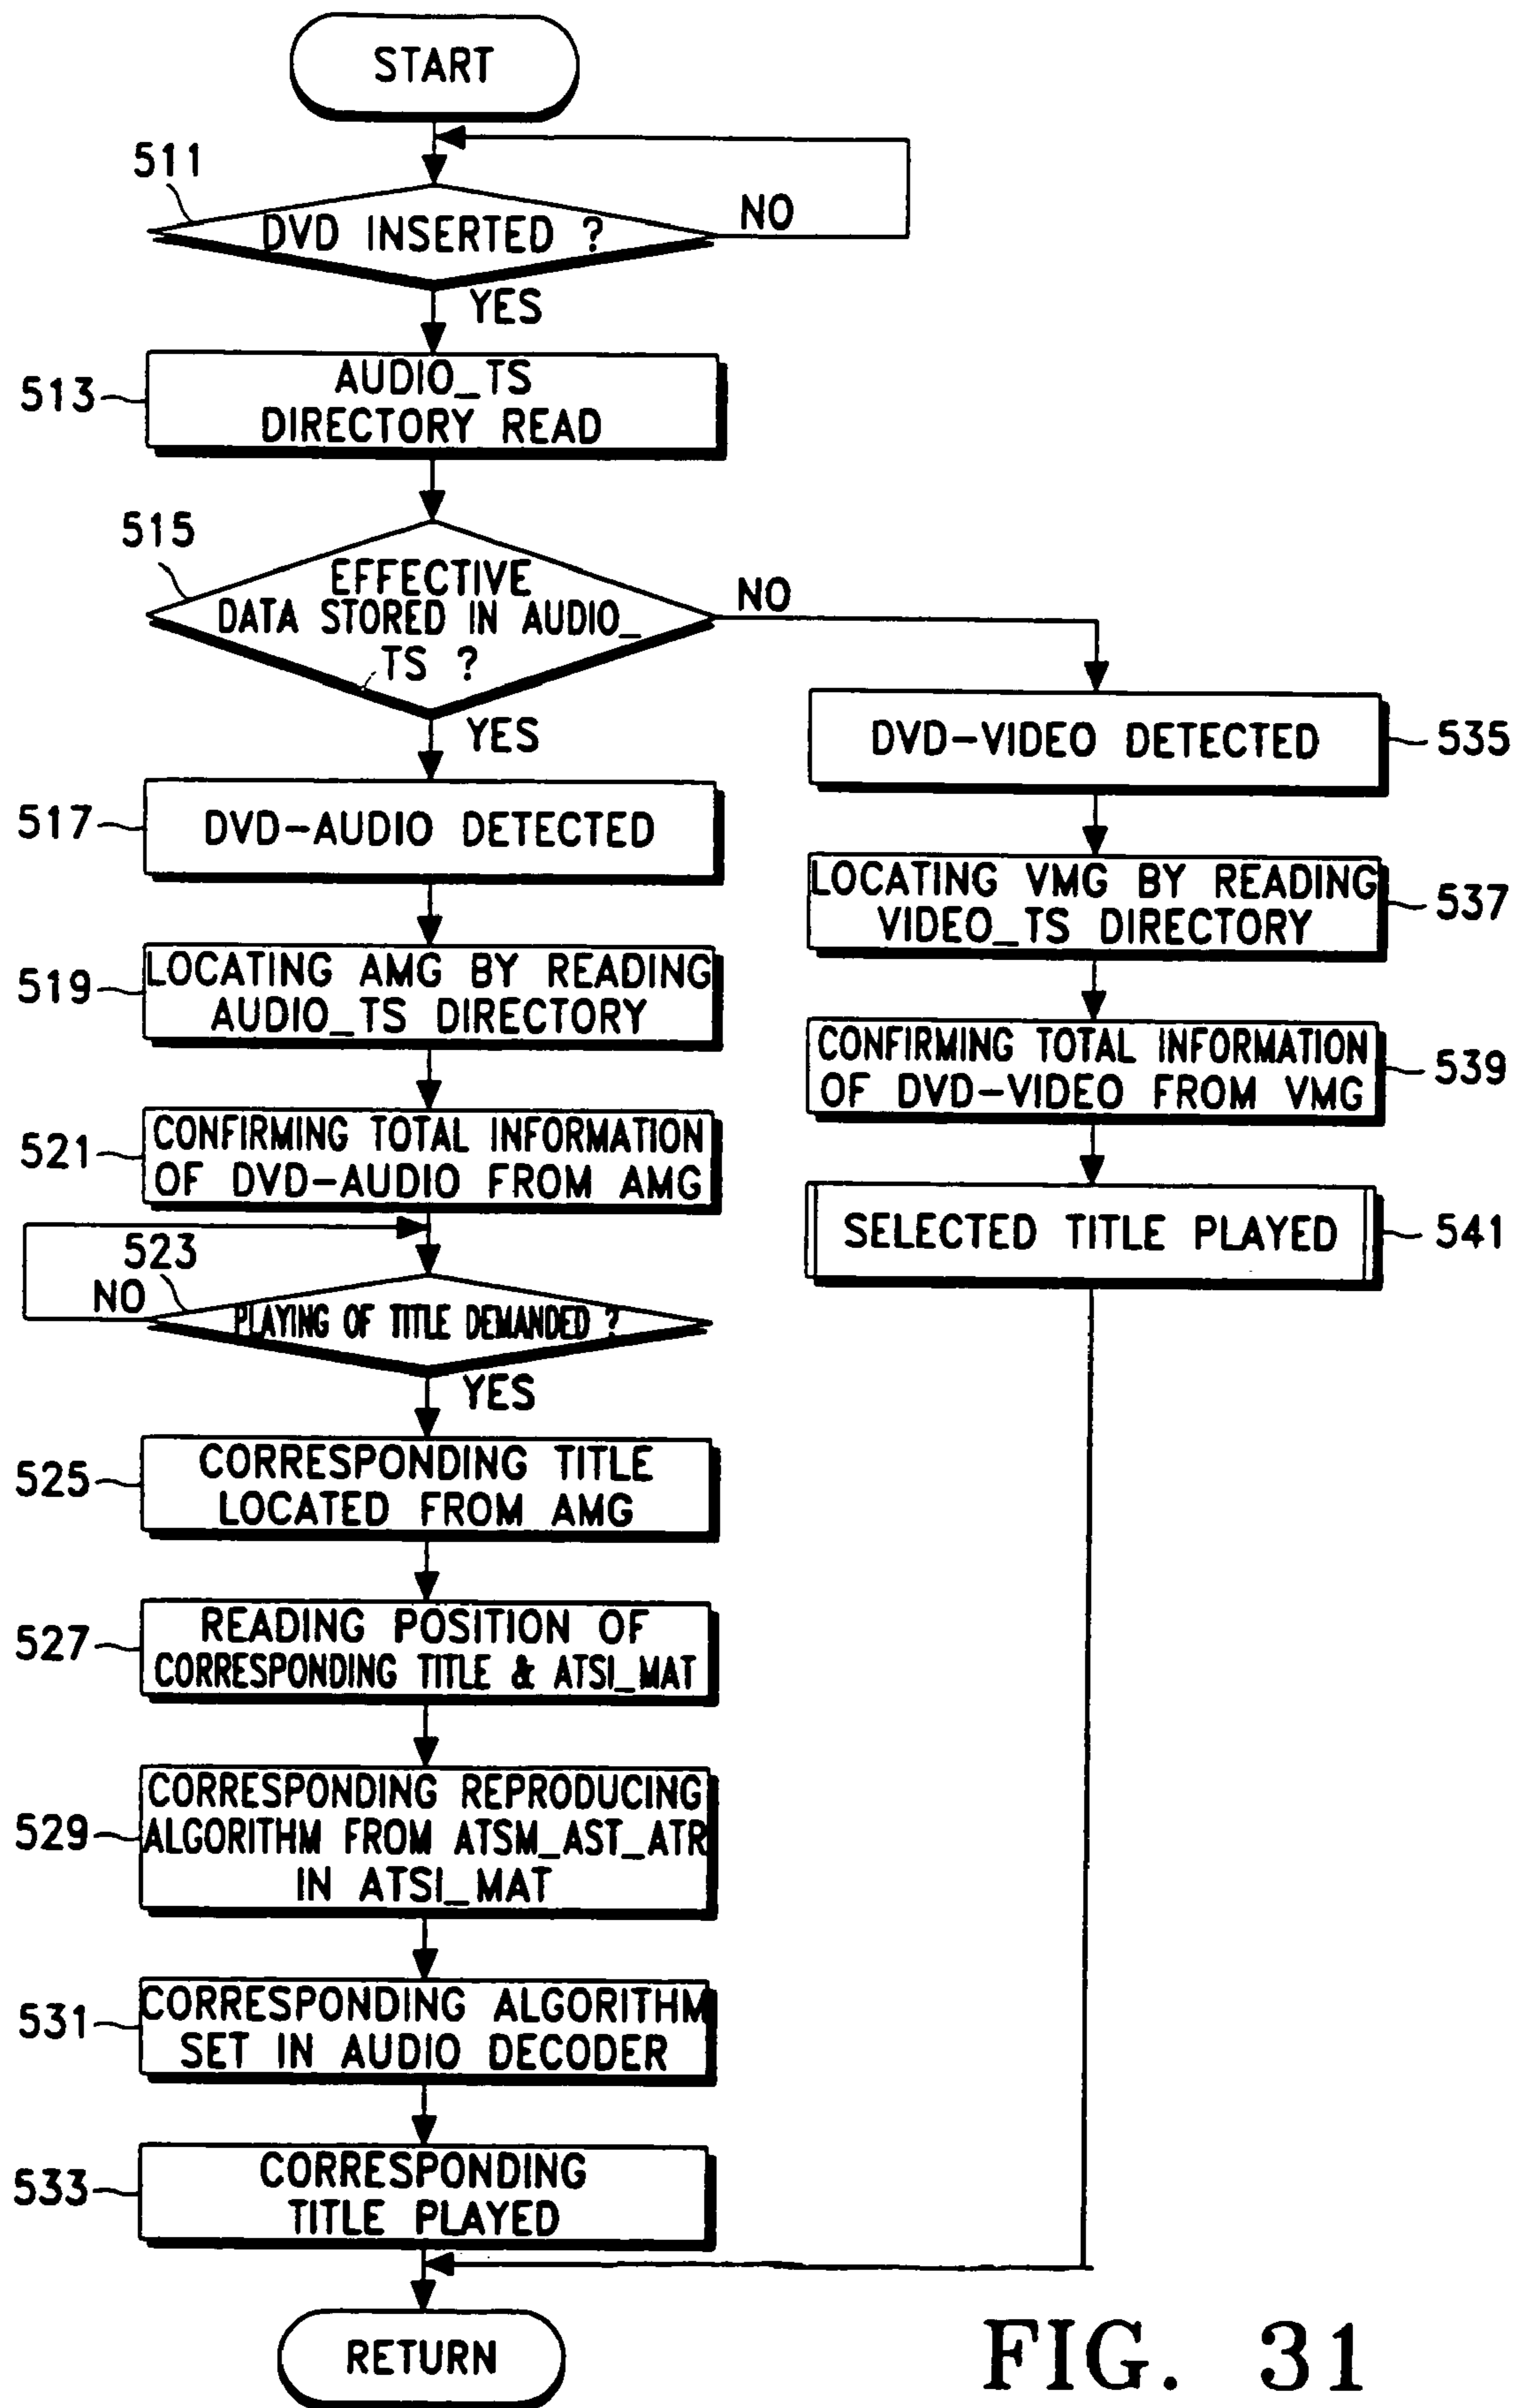 START
511
DVD INSERTED ?
NO
YES
513
AUDIO_TS
DIRECTORY READ
515
EFFECTIVE
DATA STORED IN AUDIO_
TS ?
NO
YES
517
DVD-AUDIO DETECTED
519
LOCATING AMG BY READING
AUDIO_TS DIRECTORY
521
CONFIRMING TOTAL INFORMATION
OF DVD-AUDIO FROM AMG
523
NO
PLAYING OF TITLE DEMANDED ?
YES
525
CORRESPONDING TITLE
LOCATED FROM AMG
527
READING POSITION OF
CORRESPONDING TITLE & ATSI_MAT
529
CORRESPONDING REPRODUCING
ALGORITHM FROM ATSM_AST_ATR
IN ATSI_MAT
531
CORRESPONDING ALGORITHM
SET IN AUDIO DECODER
533
CORRESPONDING
TITLE PLAYED
RETURN
DVD-VIDEO DETECTED
535
LOCATING VMG BY READING
VIDEO_TS DIRECTORY
537
CONFIRMING TOTAL INFORMATION
OF DVD-VIDEO FROM VMG
539
SELECTED TITLE PLAYED
541
FIG. 31